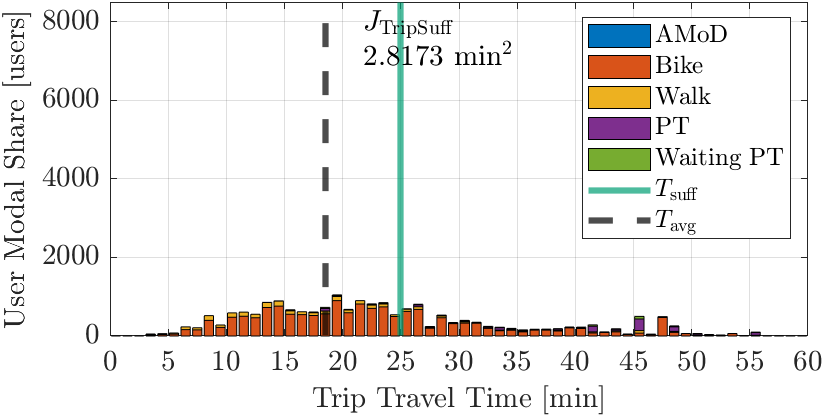 J_TripSuff
2.8173 min²
AMoD
Bike
Walk
PT
Waiting PT
T_suff
T_avg
User Modal Share [users]
8000
6000
4000
2000
0
0 5 10 15 20 25 30 35 40 45 50 55 60
Trip Travel Time [min]